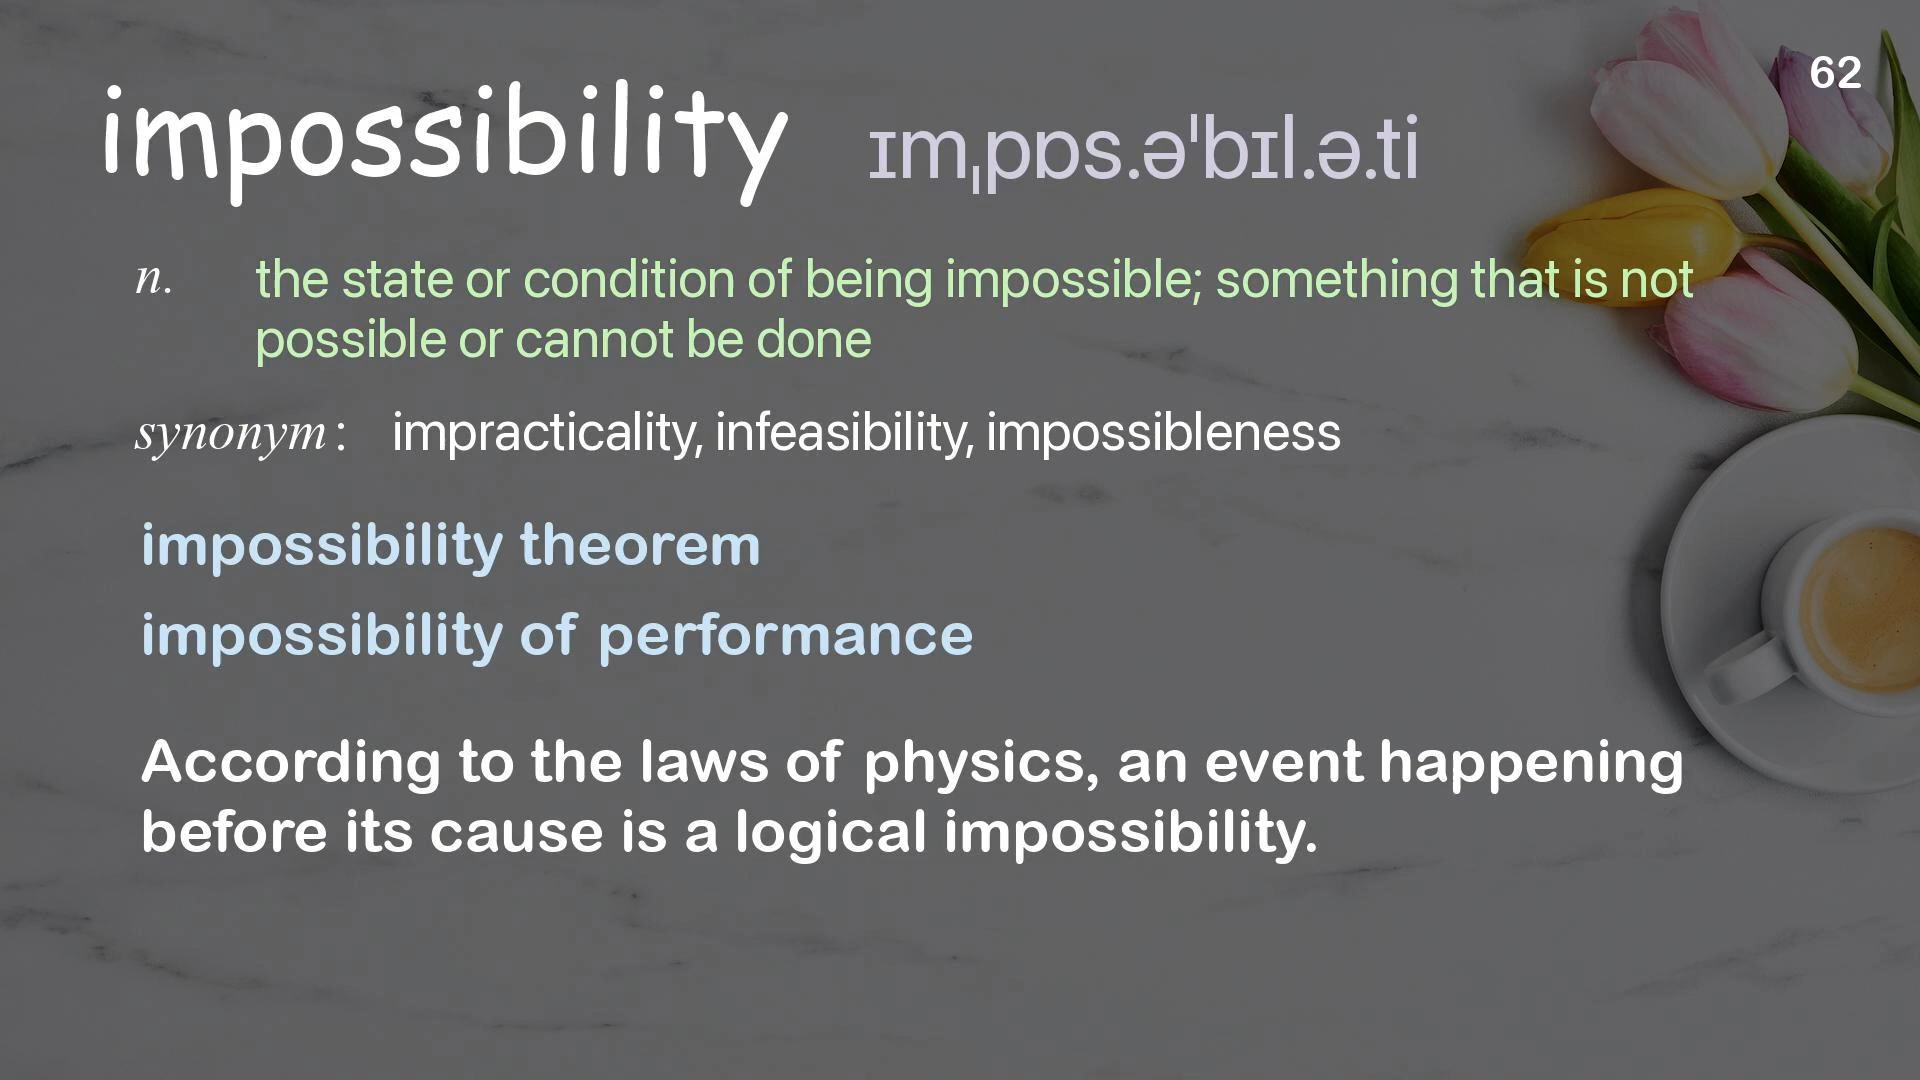 62
impossibility ɪmˌpɒs.əˈbɪl.ə.ti
n. the state or condition of being impossible; something that is not
possible or cannot be done
synonym: impracticality, infeasibility, impossibleness
impossibility theorem
impossibility of performance
According to the laws of physics, an event happening
before its cause is a logical impossibility.